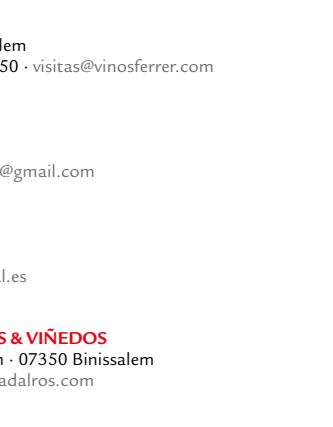 lem
50 · visitas@vinosferrer.com
@gmail.com
l.es
S & VIÑEDOS
n · 07350 Binissalem
adalros.com